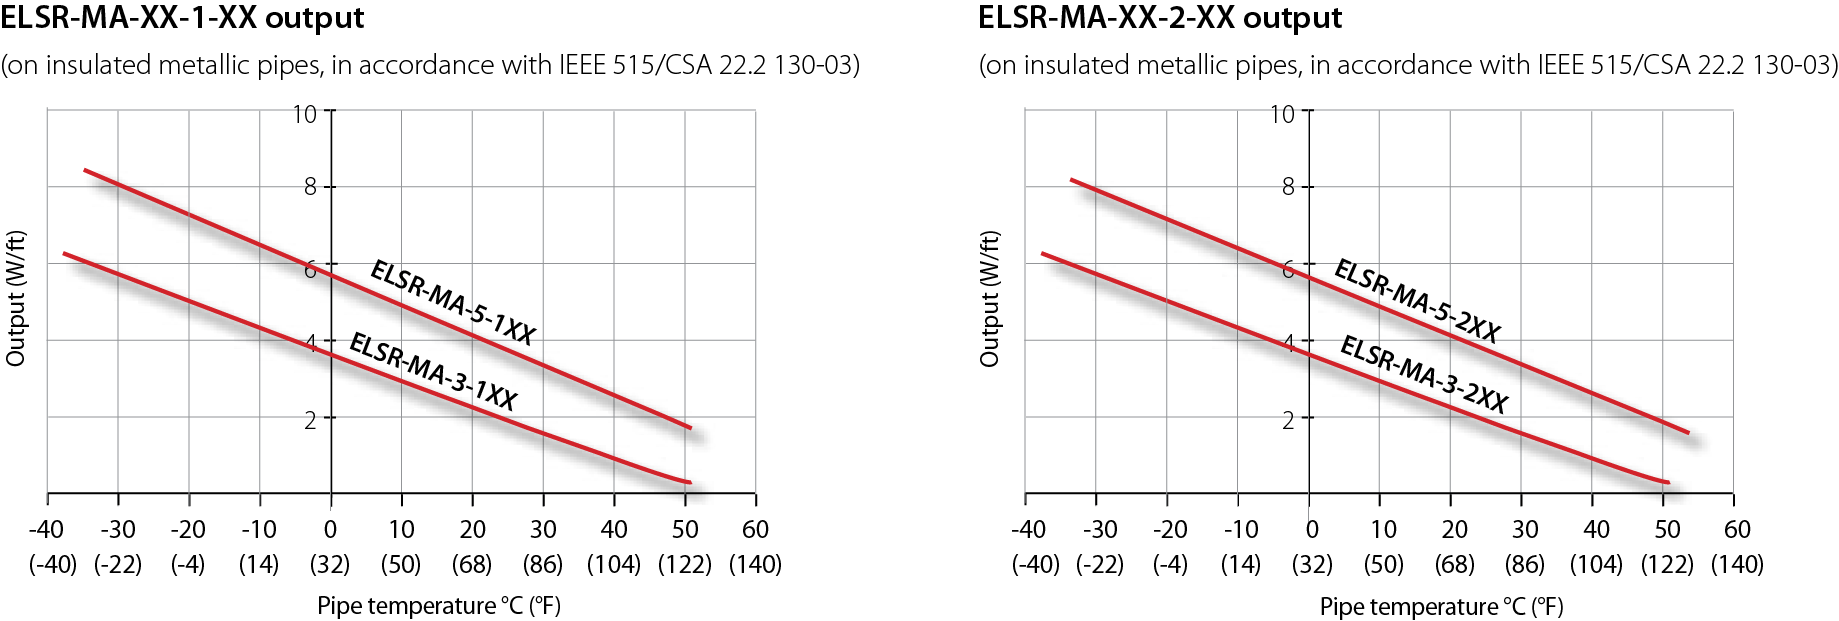 ELSR-MA-XX-1-XX output
(on insulated metallic pipes, in accordance with IEEE 515/CSA 22.2 130-03)
Output (W/ft)
10
8
6
4
2
ELSR-MA-5-1XX
ELSR-MA-3-1XX
-40 -30 -20 -10 0 10 20 30 40 50 60
(-40) (-22) (-4) (14) (32) (50) (68) (86) (104) (122) (140)
Pipe temperature °C (°F)
ELSR-MA-XX-2-XX output
(on insulated metallic pipes, in accordance with IEEE 515/CSA 22.2 130-03)
Output (W/ft)
10
8
6
4
2
ELSR-MA-5-2XX
ELSR-MA-3-2XX
-40 -30 -20 -10 0 10 20 30 40 50 60
(-40) (-22) (-4) (14) (32) (50) (68) (86) (104) (122) (140)
Pipe temperature °C (°F)